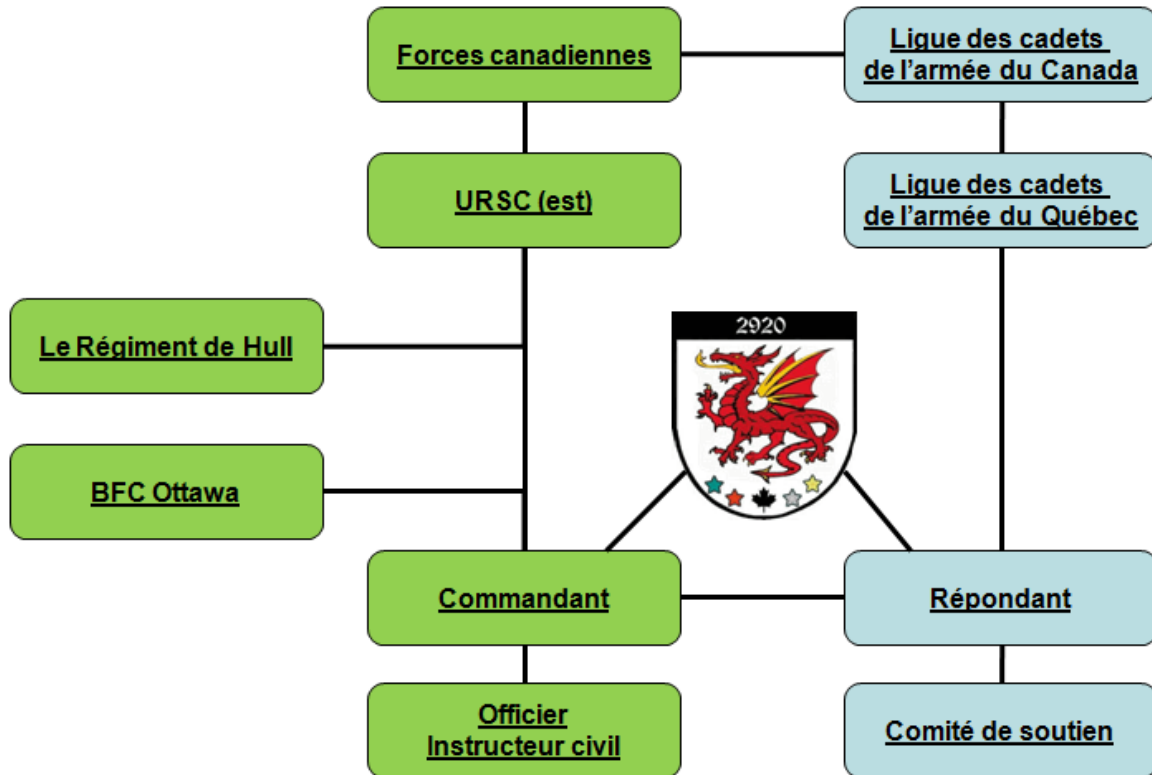 Forces canadiennes
Ligue des cadets
de l’armée du Canada
URSC (est)
Ligue des cadets
de l’armée du Québec
Le Régiment de Hull
2920
BFC Ottawa
Commandant
Répondant
Officier
Instructeur civil
Comité de soutien